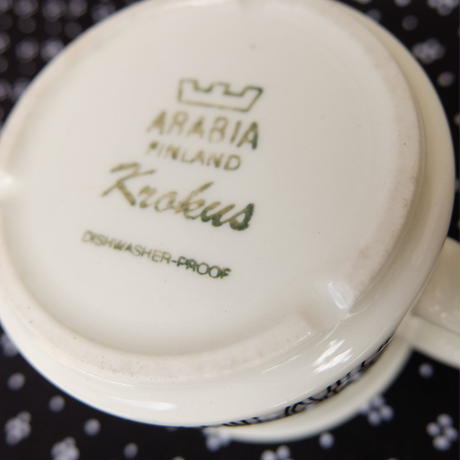 ARABIA
FINLAND
Krokus
DISHWASHER-PROOF